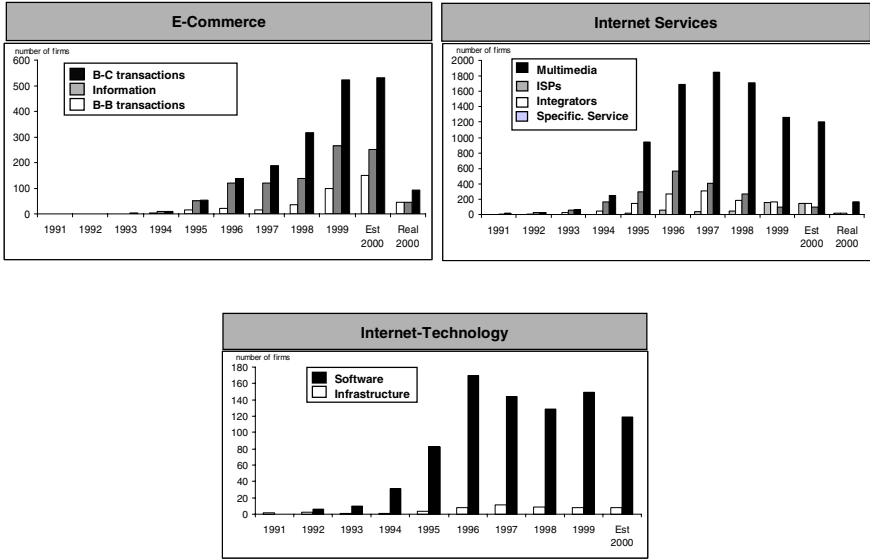 E-Commerce
number of firms
600
500
400
300
200
100
0
B-C transactions
Information
B-B transactions
1991 1992 1993 1994 1995 1996 1997 1998 1999 Est Real
2000 2000
Internet Services
number of firms
2000
1800
1600
1400
1200
1000
800
600
400
200
0
Multimedia
ISPs
Integrators
Specific. Service
1991 1992 1993 1994 1995 1996 1997 1998 1999 Est Real
2000 2000
Internet-Technology
number of firms
180
160
140
120
100
80
60
40
20
0
Software
Infrastructure
1991 1992 1993 1994 1995 1996 1997 1998 1999 Est
2000